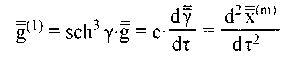 g̿⁽¹⁾ = sch³ γ·g̿ = c· dγ̿/dτ = d²x̿⁽ᵐ⁾/dτ²